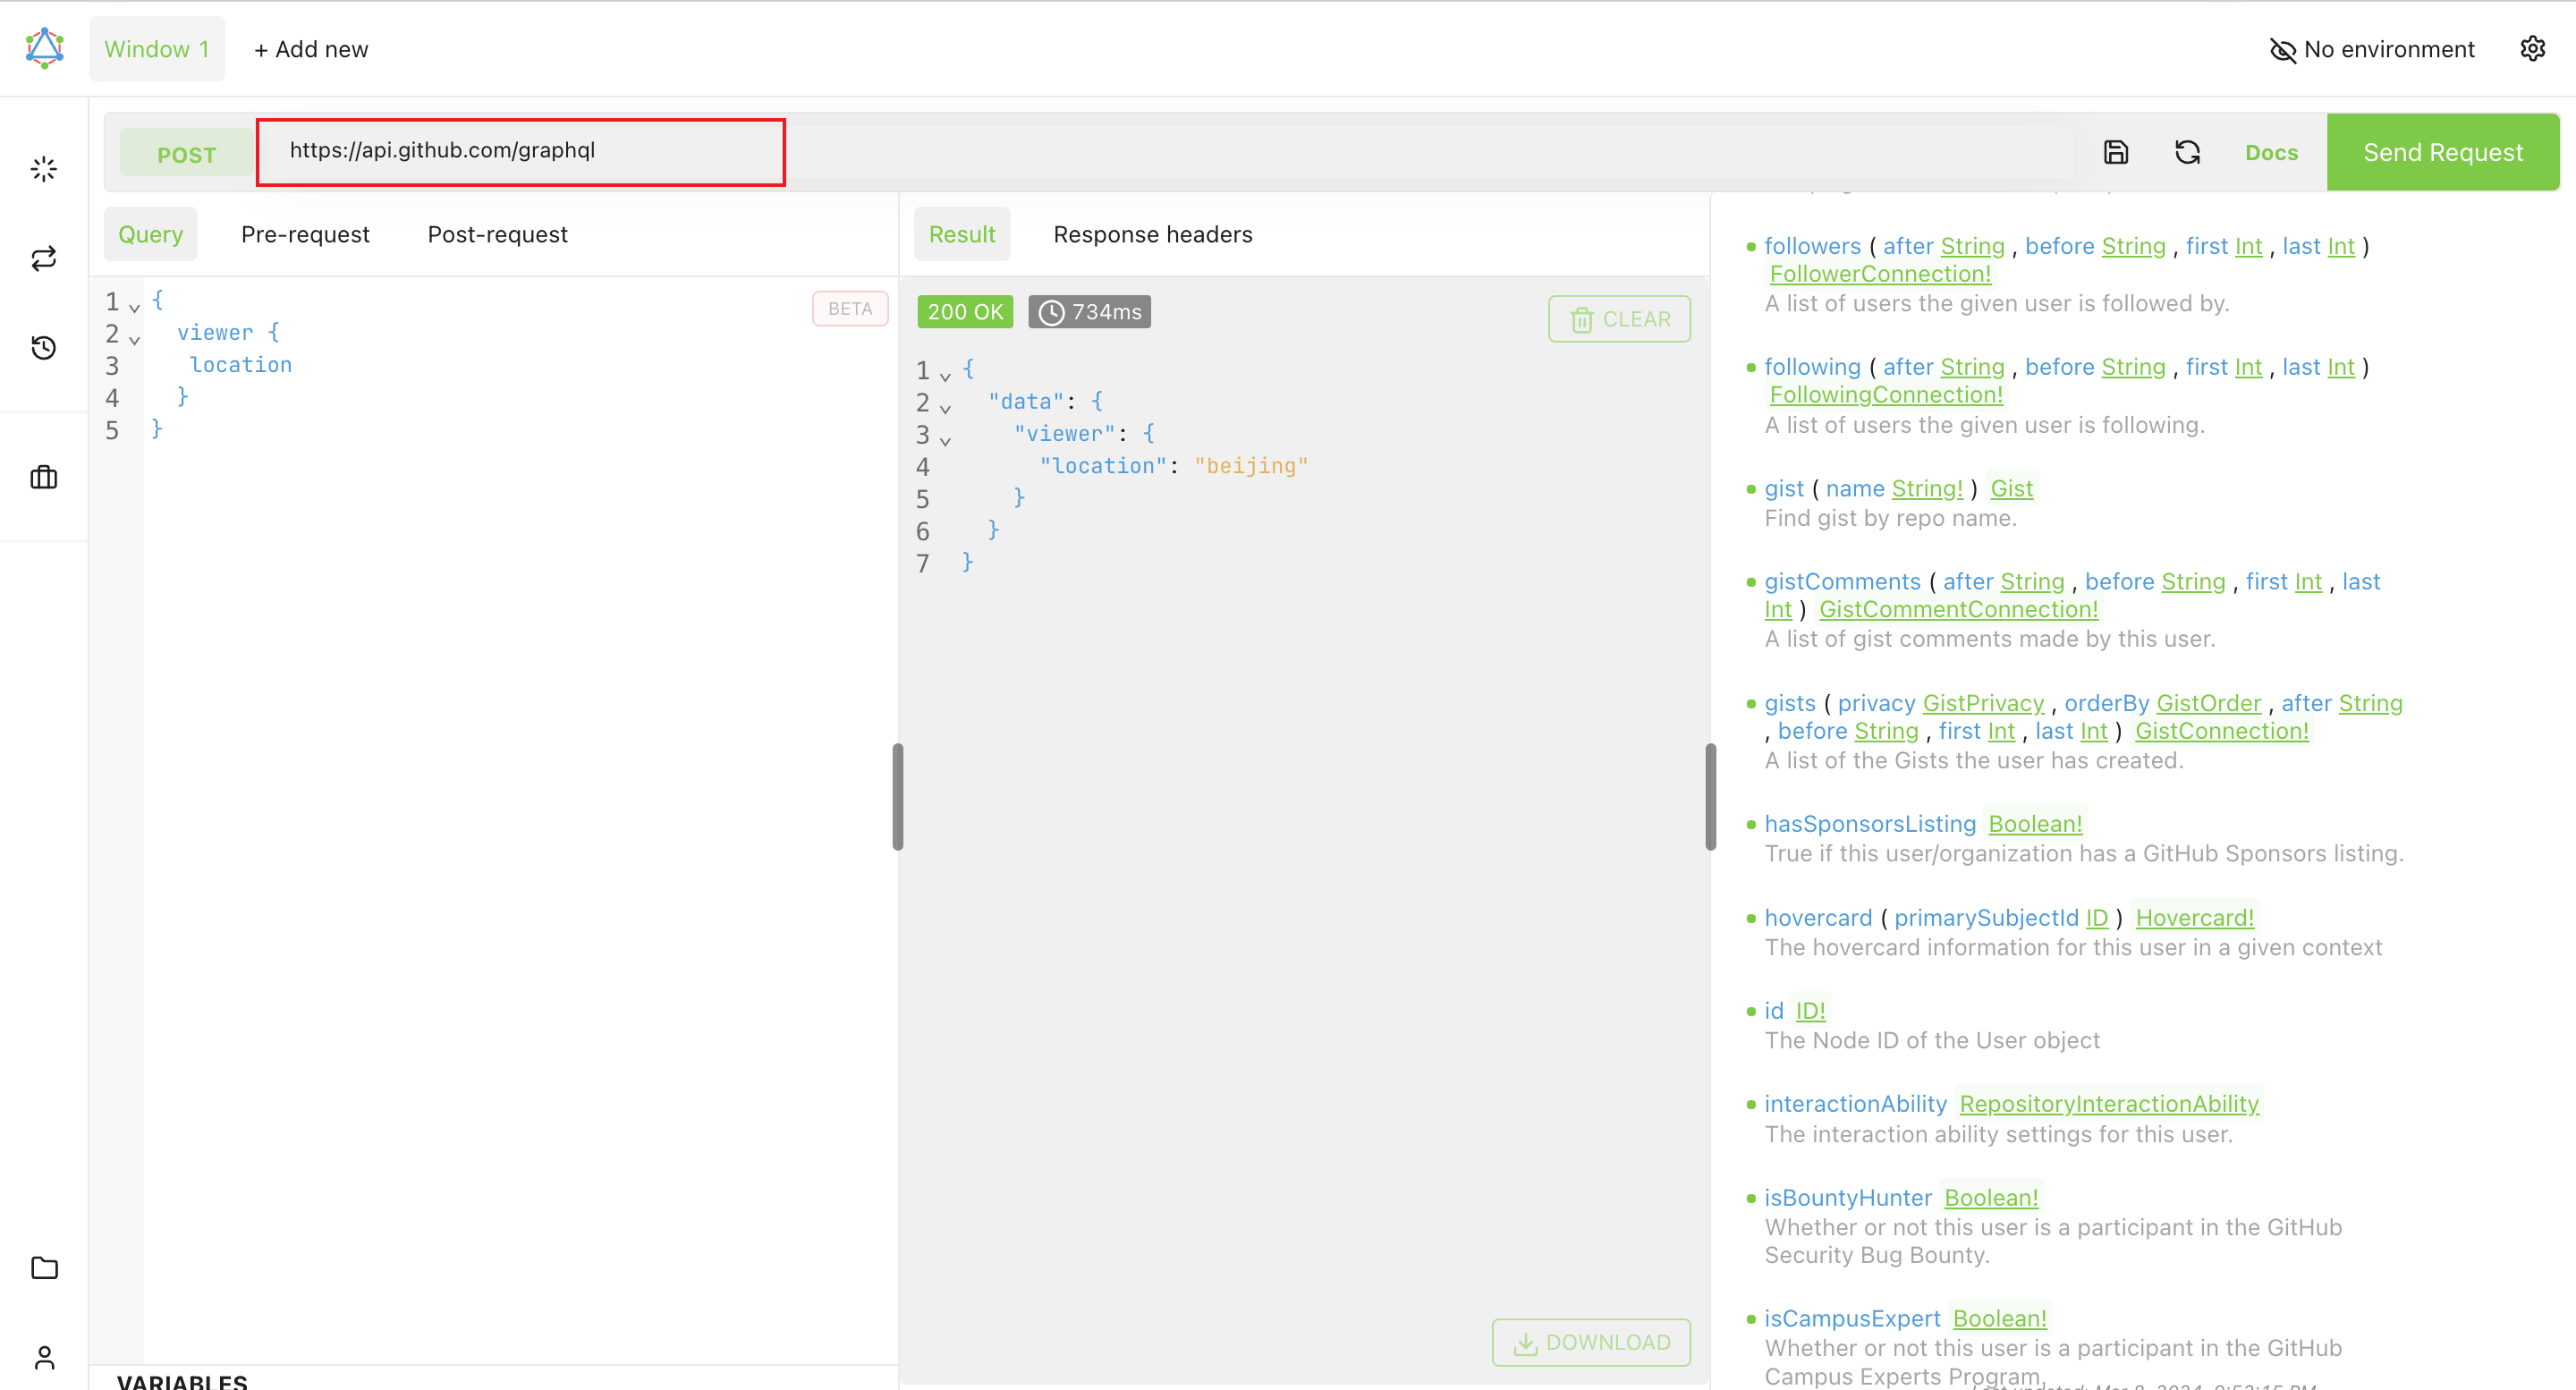 Window 1
+ Add new
No environment
POST
https://api.github.com/graphql
Docs
Send Request
Query
Pre-request
Post-request
Result
Response headers
BETA
1 {
2 viewer {
3 location
4 }
5 }
200 OK
734ms
CLEAR
1 {
2 "data": {
3 "viewer": {
4 "location": "beijing"
5 }
6 }
7 }
DOWNLOAD
VARIABLES
followers ( after String , before String , first Int , last Int )
FollowerConnection!
A list of users the given user is followed by.
following ( after String , before String , first Int , last Int )
FollowingConnection!
A list of users the given user is following.
gist ( name String! ) Gist
Find gist by repo name.
gistComments ( after String , before String , first Int , last
Int ) GistCommentConnection!
A list of gist comments made by this user.
gists ( privacy GistPrivacy , orderBy GistOrder , after String
, before String , first Int , last Int ) GistConnection!
A list of the Gists the user has created.
hasSponsorsListing Boolean!
True if this user/organization has a GitHub Sponsors listing.
hovercard ( primarySubjectId ID ) Hovercard!
The hovercard information for this user in a given context
id ID!
The Node ID of the User object
interactionAbility RepositoryInteractionAbility
The interaction ability settings for this user.
isBountyHunter Boolean!
Whether or not this user is a participant in the GitHub
Security Bug Bounty.
isCampusExpert Boolean!
Whether or not this user is a participant in the GitHub
Campus Experts Program.